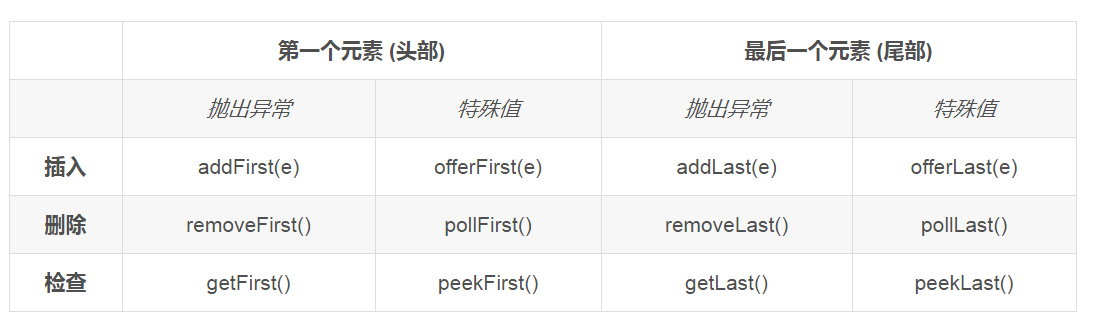 第一个元素 (头部) 最后一个元素 (尾部)
抛出异常 特殊值 抛出异常 特殊值
插入 addFirst(e) offerFirst(e) addLast(e) offerLast(e)
删除 removeFirst() pollFirst() removeLast() pollLast()
检查 getFirst() peekFirst() getLast() peekLast()